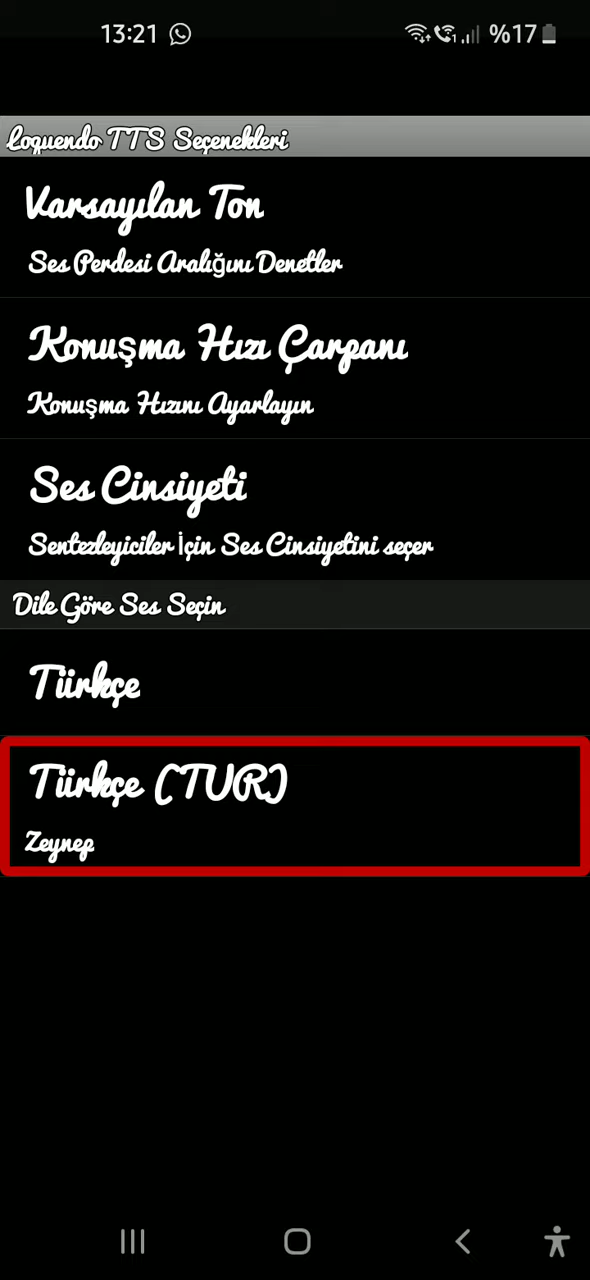 13:21 %17
Loquendo TTS Seçenekleri
Varsayılan Ton
Ses Perdesi Aralığını Denetler
Konuşma Hızı Çarpanı
Konuşma Hızını Ayarlayın
Ses Cinsiyeti
Sentezleyiciler İçin Ses Cinsiyetini seçer
Dile Göre Ses Seçin
Türkçe
Türkçe (TUR)
Zeynep